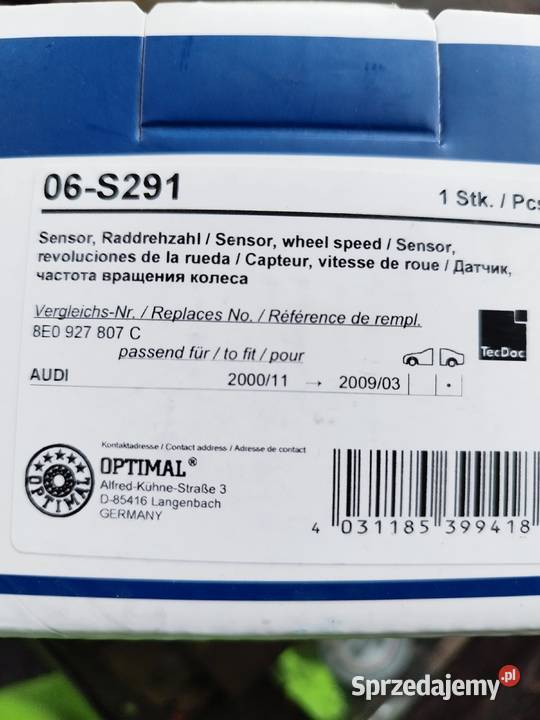 06-S291
1 Stk. / Pcs
Sensor, Raddrehzahl / Sensor, wheel speed / Sensor,
revoluciones de la rueda / Capteur, vitesse de roue / Датчик,
частота вращения колеса
Vergleichs-Nr. / Replaces No. / Référence de rempl.
8E0 927 807 C
passend für / to fit / pour
TecDoc
AUDI 2000/11 → 2009/03
Kontaktadresse / Contact address / Adresse de contact
OPTIMAL®
Alfred-Kühne-Straße 3
D-85416 Langenbach
GERMANY
OPTIMAL
4 031185 399418
Sprzedajemy.pl